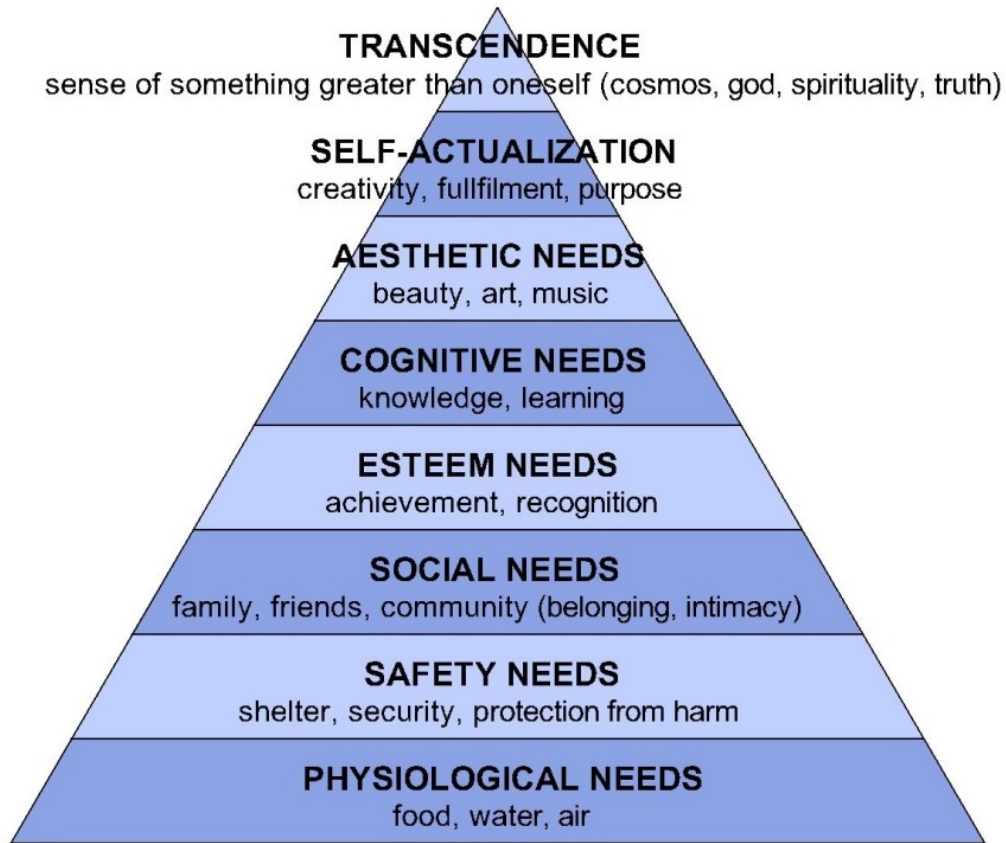 TRANSCENDENCE
sense of something greater than oneself (cosmos, god, spirituality, truth)
SELF-ACTUALIZATION
creativity, fullfilment, purpose
AESTHETIC NEEDS
beauty, art, music
COGNITIVE NEEDS
knowledge, learning
ESTEEM NEEDS
achievement, recognition
SOCIAL NEEDS
family, friends, community (belonging, intimacy)
SAFETY NEEDS
shelter, security, protection from harm
PHYSIOLOGICAL NEEDS
food, water, air